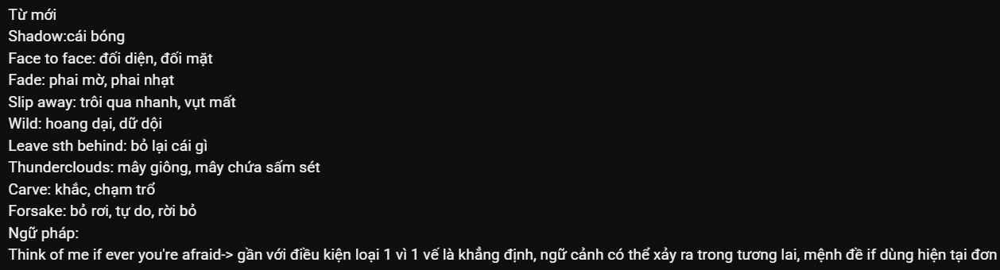 Từ mới
Shadow:cái bóng
Face to face: đối diện, đối mặt
Fade: phai mờ, phai nhạt
Slip away: trôi qua nhanh, vụt mất
Wild: hoang dại, dữ dội
Leave sth behind: bỏ lại cái gì
Thunderclouds: mây giông, mây chứa sấm sét
Carve: khắc, chạm trổ
Forsake: bỏ rơi, tự do, rời bỏ
Ngữ pháp:
Think of me if ever you're afraid-> gần với điều kiện loại 1 vì 1 vế là khẳng định, ngữ cảnh có thể xảy ra trong tương lai, mệnh đề if dùng hiện tại đơn